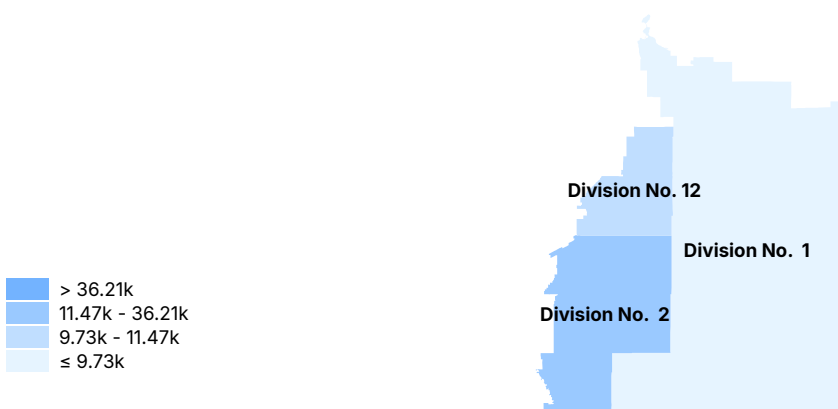 Division No. 12
Division No.  1
Division No.  2
> 36.21k
11.47k - 36.21k
9.73k - 11.47k
≤ 9.73k